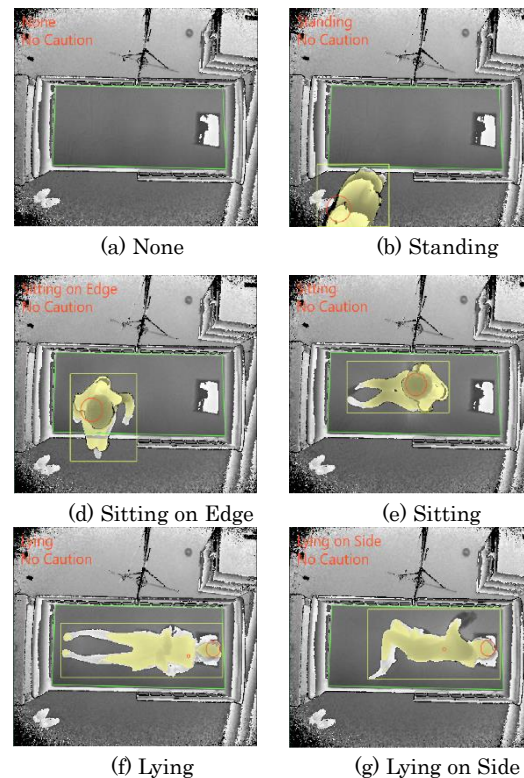 None
No Caution
Standing
No Caution
(a) None
(b) Standing
Sitting on Edge
No Caution
Sitting
No Caution
(d) Sitting on Edge
(e) Sitting
Lying
No Caution
Lying on Side
No Caution
(f) Lying
(g) Lying on Side